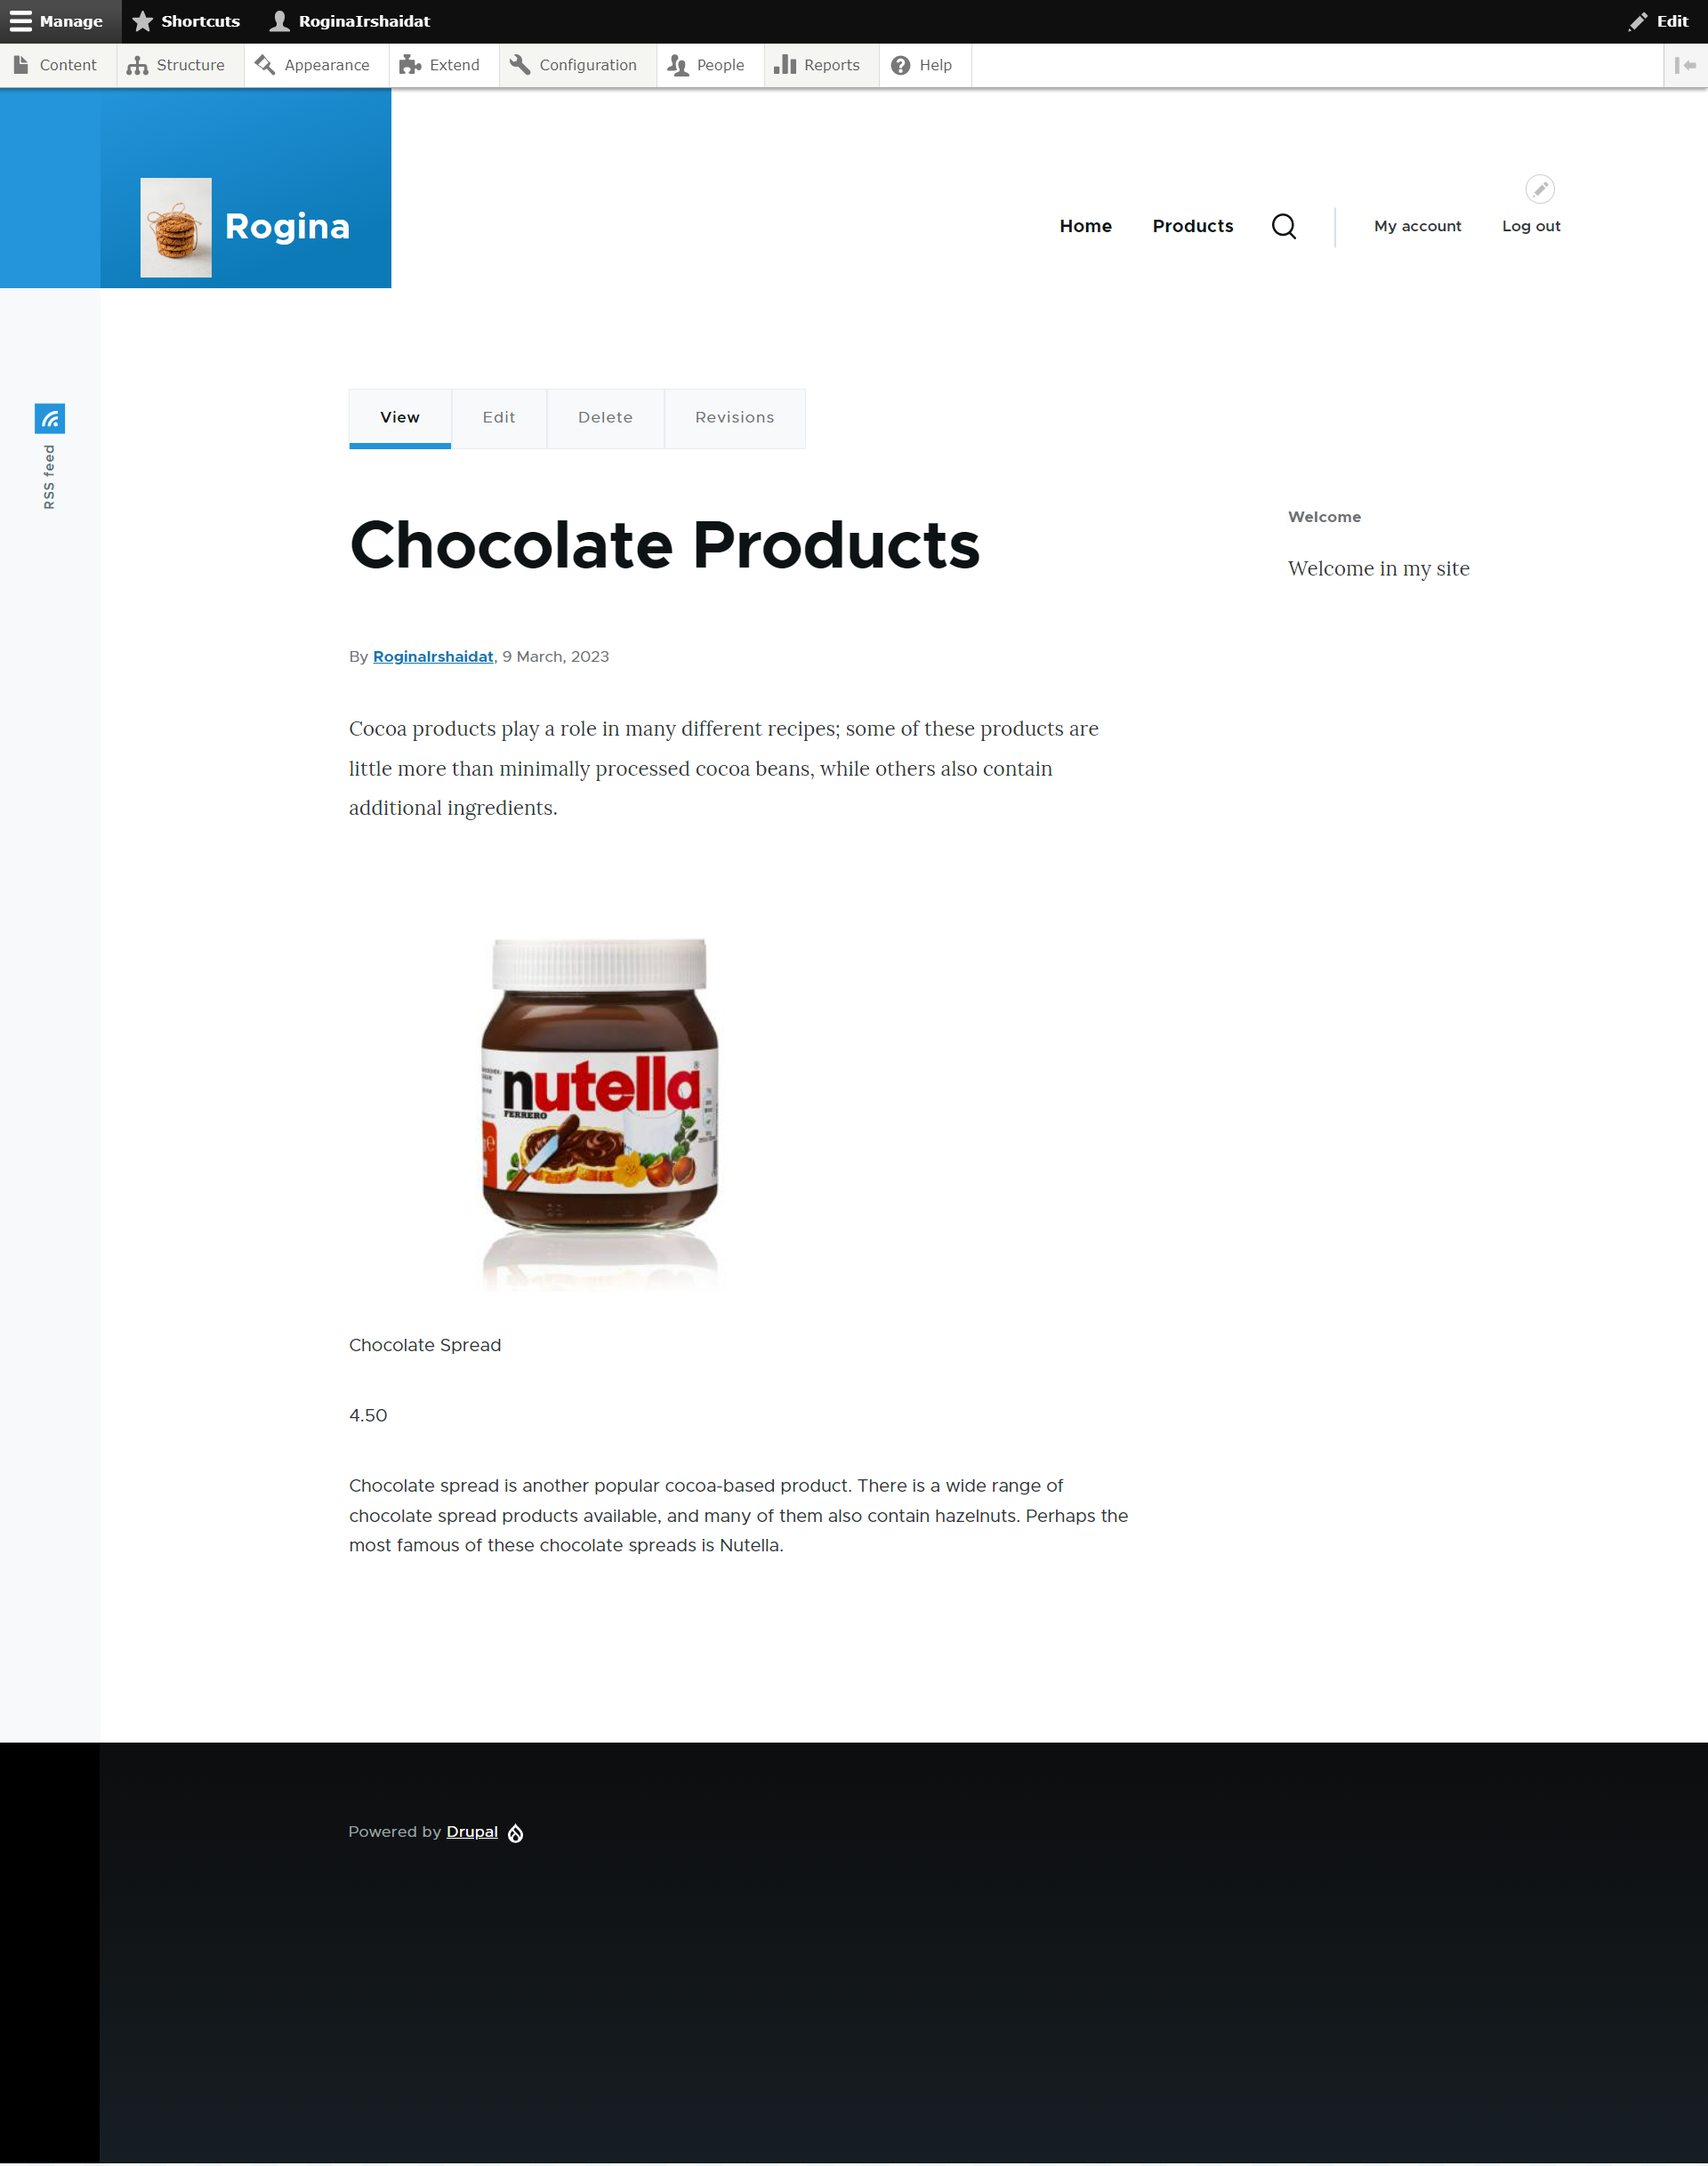 Manage Shortcuts RoginaIrshaidat Edit
Content Structure Appearance Extend Configuration People Reports Help
Rogina
Home Products My account Log out
RSS feed
View Edit Delete Revisions
Chocolate Products
Welcome
Welcome in my site
By RoginaIrshaidat, 9 March, 2023
Cocoa products play a role in many different recipes; some of these products are
little more than minimally processed cocoa beans, while others also contain
additional ingredients.
nutella
FERRERO
Chocolate Spread
4.50
Chocolate spread is another popular cocoa-based product. There is a wide range of
chocolate spread products available, and many of them also contain hazelnuts. Perhaps the
most famous of these chocolate spreads is Nutella.
Powered by Drupal